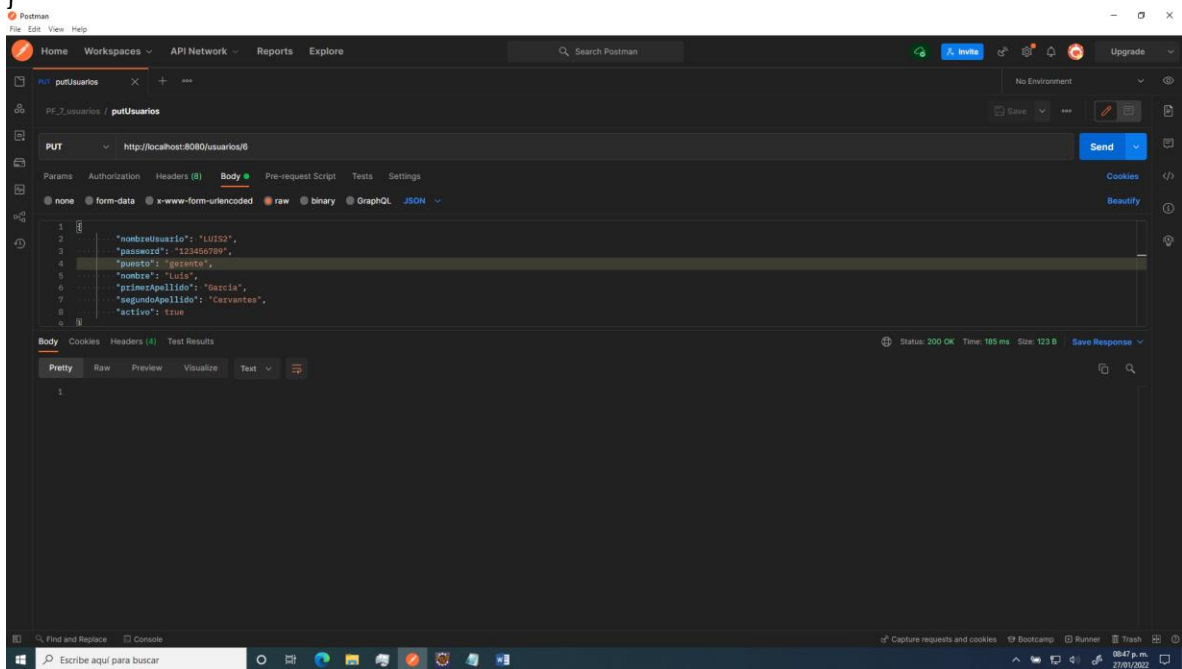 }
Postman
File Edit View Help
Home Workspaces API Network Reports Explore Search Postman Invite Upgrade
PUT putUsuarios No Environment
PF_7_usuarios / putUsuarios Save
PUT http://localhost:8080/usuarios/6 Send
Params Authorization Headers (8) Body Pre-request Script Tests Settings Cookies
none form-data x-www-form-urlencoded raw binary GraphQL JSON Beautify
1 {
2 "nombreUsuario": "LUIS2",
3 "password": "123456789",
4 "puesto": "gerente",
5 "nombre": "Luis",
6 "primerApellido": "Garcia",
7 "segundoApellido": "Cervantes",
8 "activo": true
9 }
Body Cookies Headers (4) Test Results Status: 200 OK Time: 185 ms Size: 123 B Save Response
Pretty Raw Preview Visualize Text
1
Find and Replace Console Capture requests and cookies Bootcamp Runner Trash
Escribe aquí para buscar 08:47 p. m.
27/01/2022